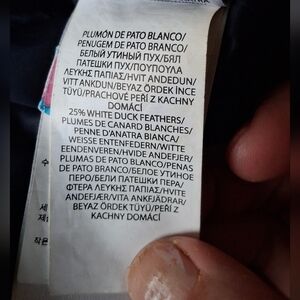 PLUMÓN DE PATO BLANCO/
PENUGEM DE PATO BRANCO/
БЕЛЫЙ УТИНЫЙ ПУХ/БЯЛ
ПАТЕШКИ ПУХ/ΠΟΥΠΟΥΛΑ
ΛΕΥΚΗΣ ΠΑΠΙΑΣ/HVIT ANDEDUN/
VITT ANKDUN/BEYAZ ÖRDEK İNCE
TÜYÜ/PRACHOVÉ PEŘÍ Z KACHNY
DOMÁCÍ
25% WHITE DUCK FEATHERS/
PLUMES DE CANARD BLANCHES/
PENNE D'ANATRA BIANCA/
WEISSE ENTENFEDERN/WITTE
EENDENVEREN/HVIDE ANDEFJER/
PLUMAS DE PATO BLANCO/PENAS
DE PATO BRANCO/БЕЛОЕ УТИНОЕ
ПЕРО/БЕЛИ ПАТЕШКИ ПЕРА/
ΦΤΕΡΑ ΛΕΥΚΗΣ ΠΑΠΙΑΣ/HVITE
ANDEFJÆR/VITA ANKFJÄDRAR/
BEYAZ ÖRDEK TÜYÜ/PEŘÍ Z
KACHNY DOMÁCÍ